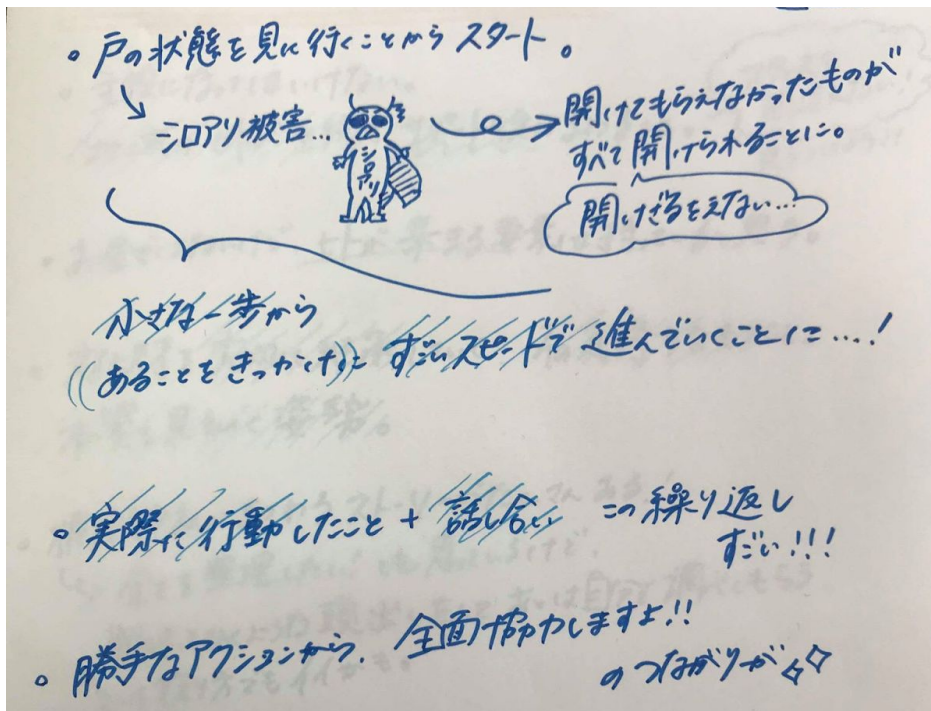 。戸の状態を見に行くことからスタート。
↘シロアリ被害…
シロアリ
開けてもらえなかったものが
すべて開けられることに。
開けざるをえない…
小さな一歩から
((あることをきっかけに)) すごいスピードで進んでいくことに…!
。実際に行動したこと + 話し合い この繰り返し
すごい!!!
。勝手なアクションから、全面協力しますよ!!
のつながりが